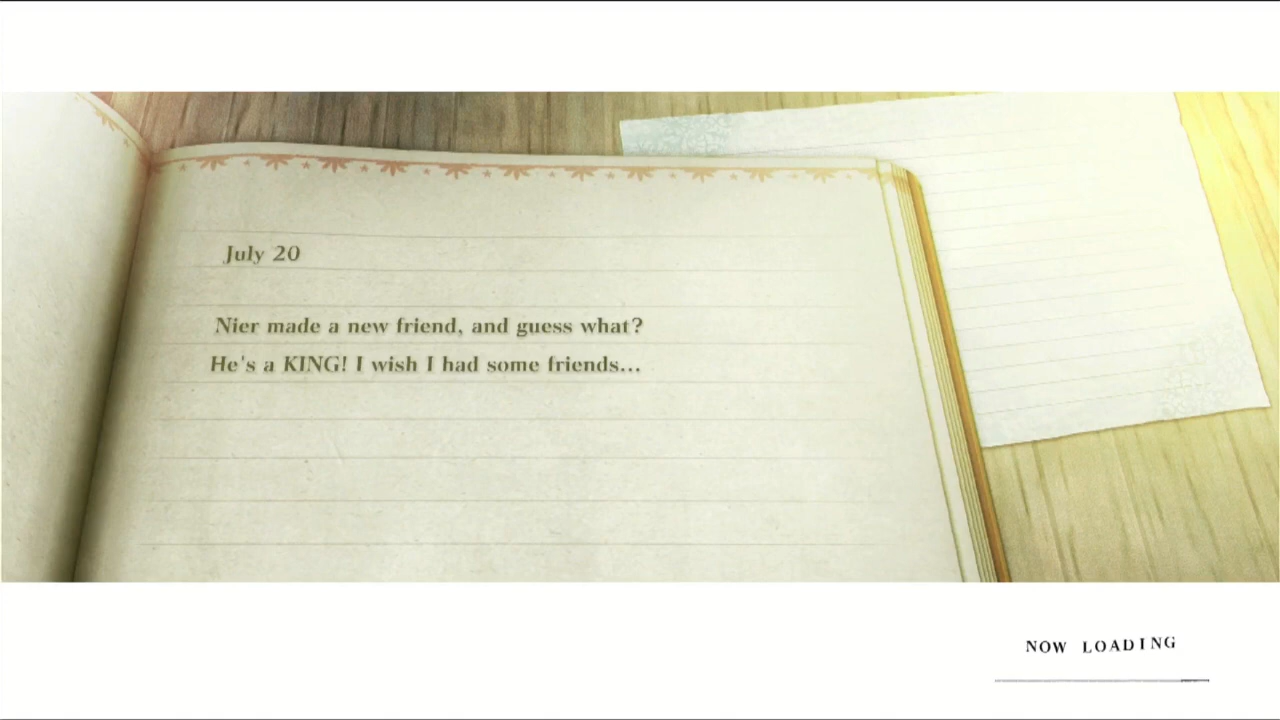 July 20
Nier made a new friend, and guess what?
He's a KING! I wish I had some friends...
NOW LOADING